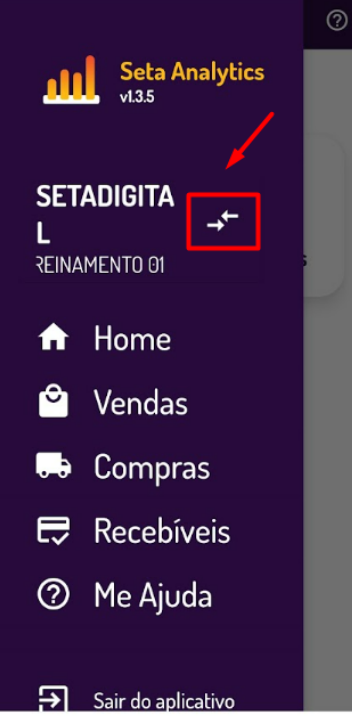 Seta Analytics
v1.3.5
SETADIGITA
L
REINAMENTO 01
Home
Vendas
Compras
Recebíveis
Me Ajuda
Sair do aplicativo